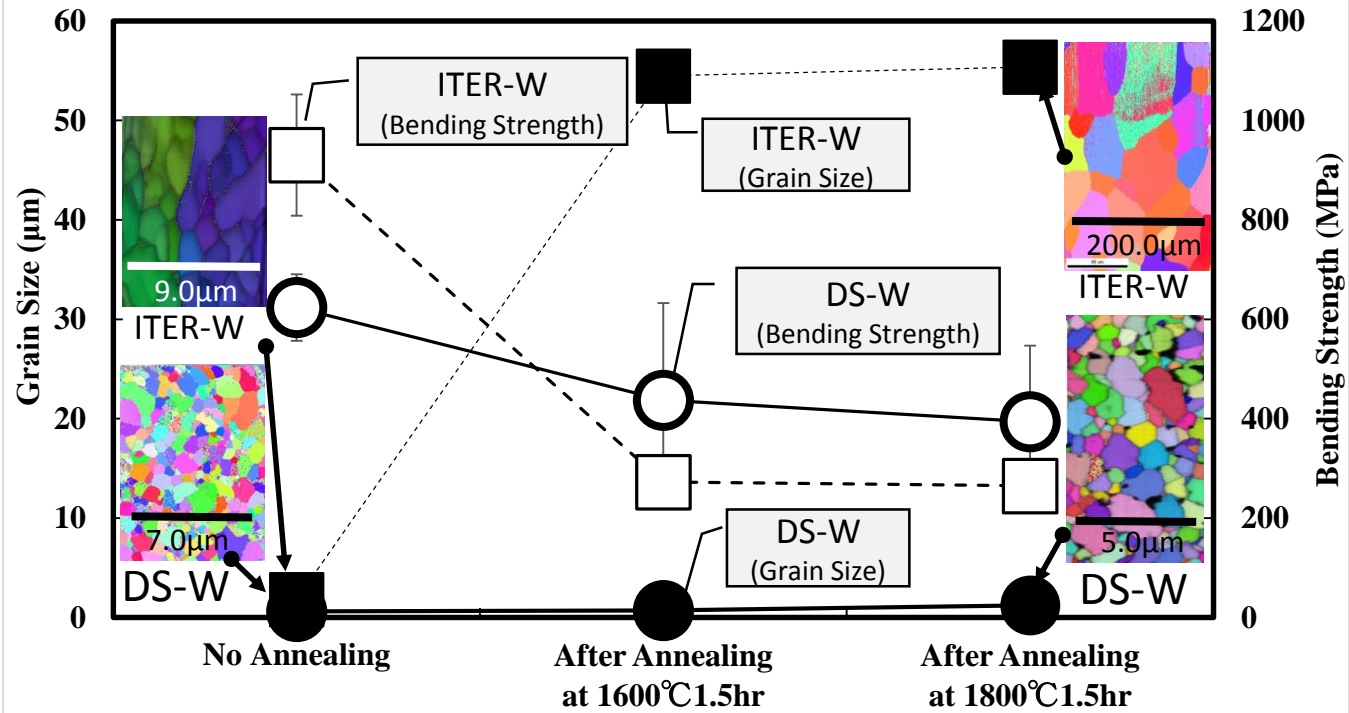 60
50
40
30
20
10
0
Grain Size (µm)
1200
1000
800
600
400
200
0
Bending Strength (MPa)
ITER-W
(Bending Strength)
ITER-W
(Grain Size)
DS-W
(Bending Strength)
DS-W
(Grain Size)
9.0µm
ITER-W
7.0µm
DS-W
200.0µm
ITER-W
5.0µm
DS-W
No Annealing
After Annealing
at 1600℃1.5hr
After Annealing
at 1800℃1.5hr